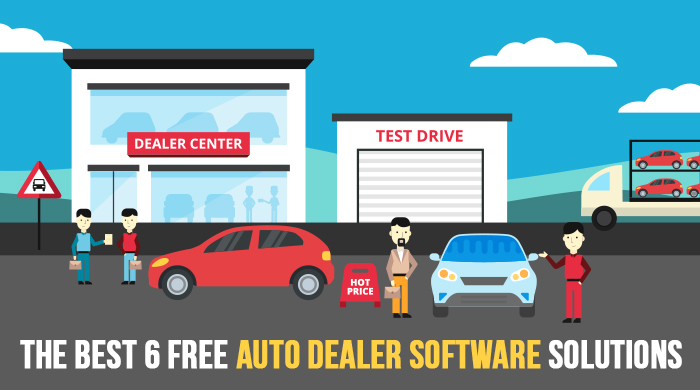 DEALER CENTER
TEST DRIVE
HOT
PRICE
THE BEST 6 FREE AUTO DEALER SOFTWARE SOLUTIONS